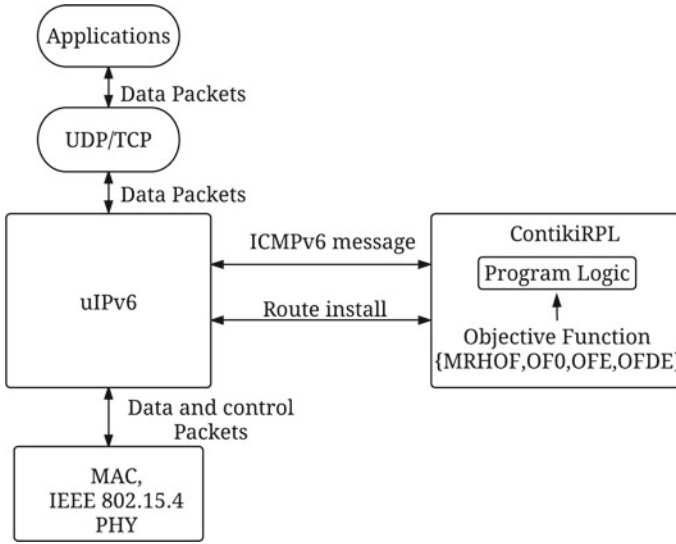 Applications
Data Packets
UDP/TCP
Data Packets
uIPv6
ICMPv6 message
Route install
ContikiRPL
Program Logic
Objective Function
{MRHOF,OF0,OFE,OFDE}
Data and control
Packets
MAC,
IEEE 802.15.4
PHY